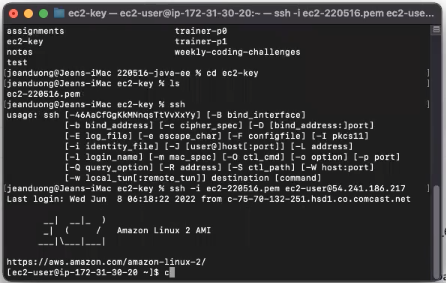 ec2-key — ec2-user@ip-172-31-30-20:~ — ssh -i ec2-220516.pem ec2-use...
assignments trainer-p0
ec2-key trainer-p1
notes weekly-coding-challenges
test
[jeanduong@Jeans-iMac 220516-java-ee % cd ec2-key ]
[jeanduong@Jeans-iMac ec2-key % ls ]
ec2-220516.pem
[jeanduong@Jeans-iMac ec2-key % ssh ]
usage: ssh [-46AaCfGgKkMNnqsTtVvXxYy] [-B bind_interface]
[-b bind_address] [-c cipher_spec] [-D [bind_address:]port]
[-E log_file] [-e escape_char] [-F configfile] [-I pkcs11]
[-i identity_file] [-J [user@]host[:port]] [-L address]
[-l login_name] [-m mac_spec] [-O ctl_cmd] [-o option] [-p port]
[-Q query_option] [-R address] [-S ctl_path] [-W host:port]
[-w local_tun[:remote_tun]] destination [command]
[jeanduong@Jeans-iMac ec2-key % ssh -i ec2-220516.pem ec2-user@54.241.186.217 ]
Last login: Wed Jun  8 06:18:22 2022 from c-75-70-132-251.hsd1.co.comcast.net
__|  __|_  )
_|  (     /   Amazon Linux 2 AMI
___|\___|___|
https://aws.amazon.com/amazon-linux-2/
[ec2-user@ip-172-31-30-20 ~]$ c